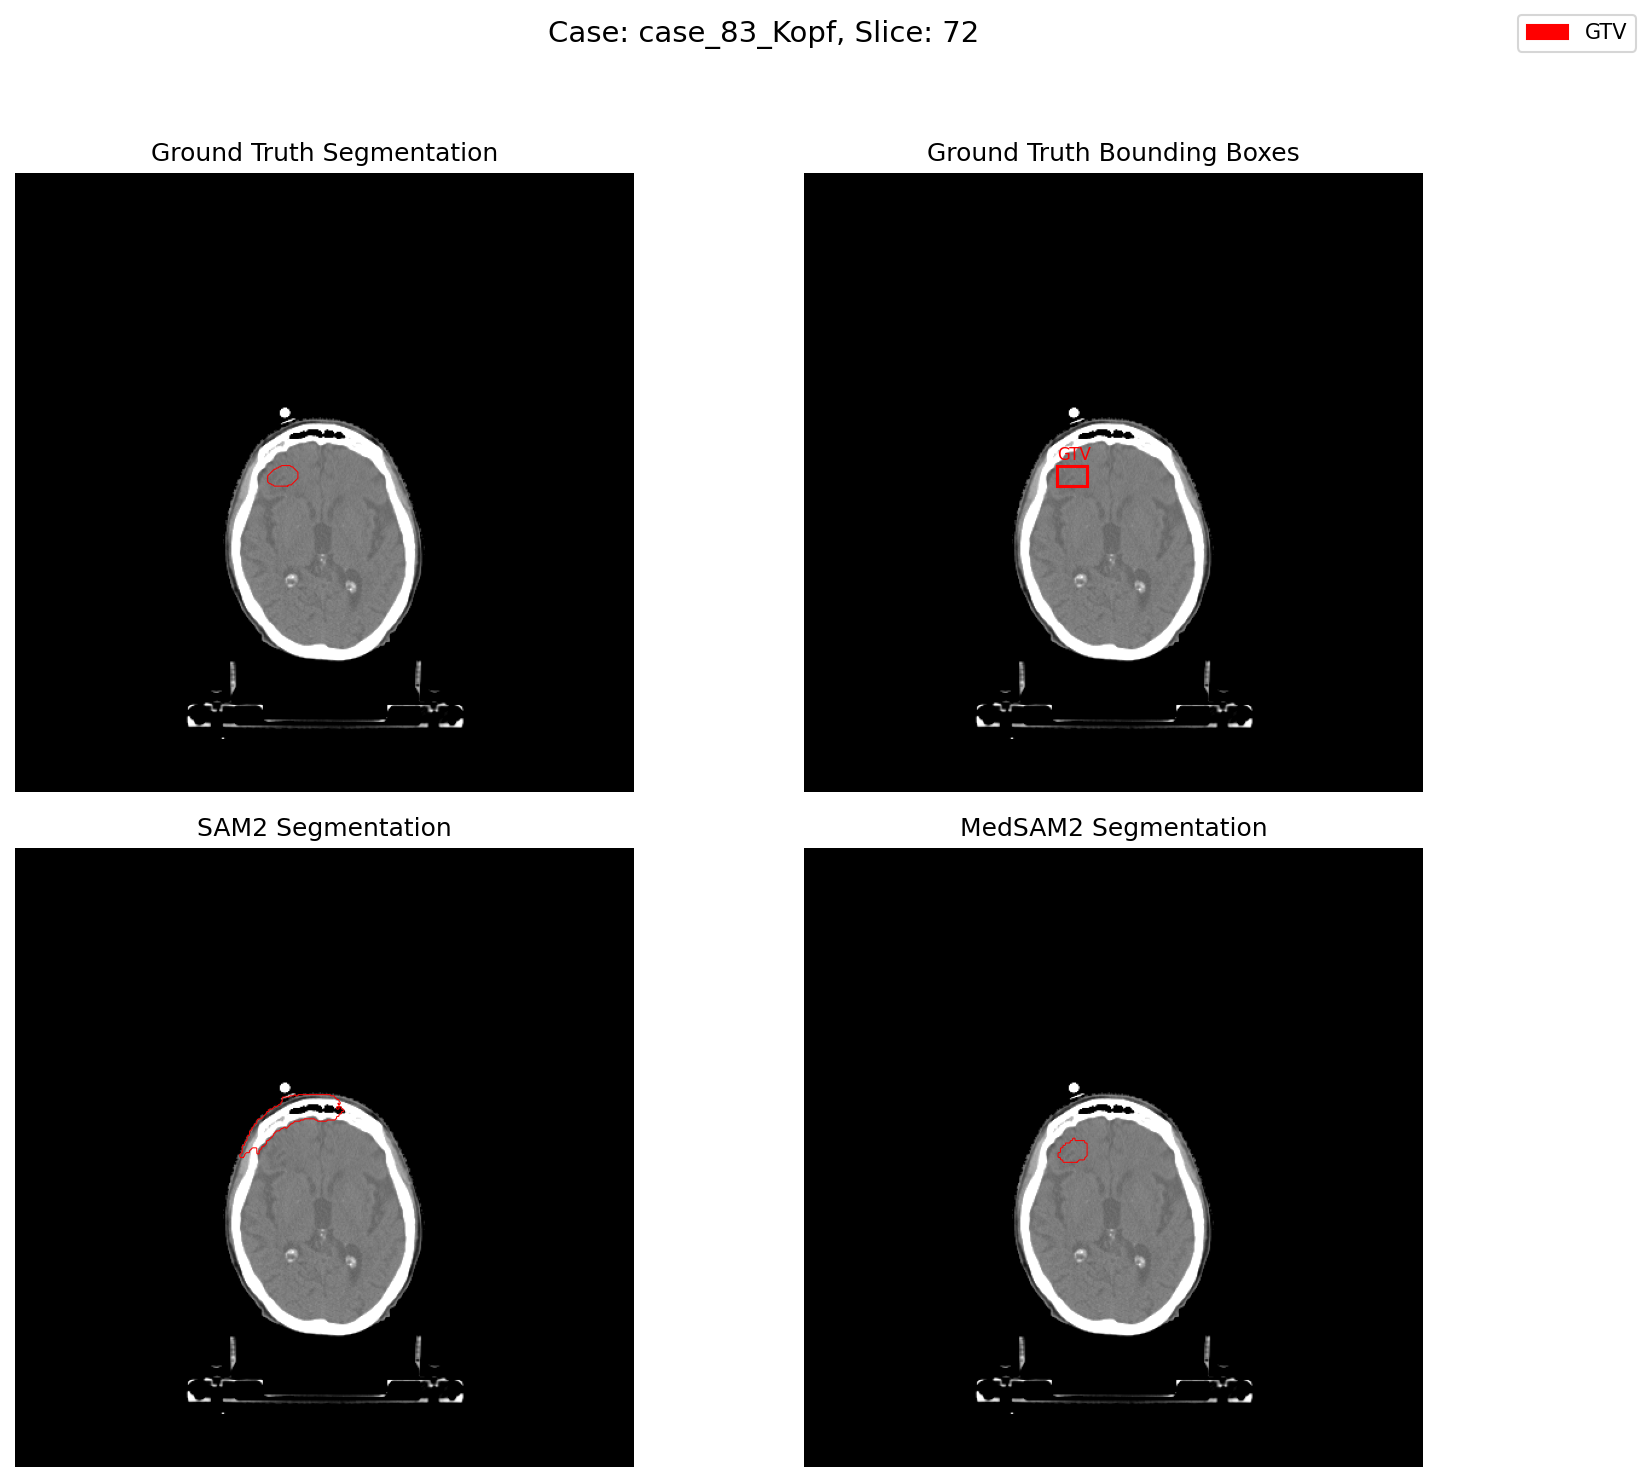 Case: case_83_Kopf, Slice: 72
GTV
Ground Truth Segmentation
Ground Truth Bounding Boxes
GTV
SAM2 Segmentation
MedSAM2 Segmentation